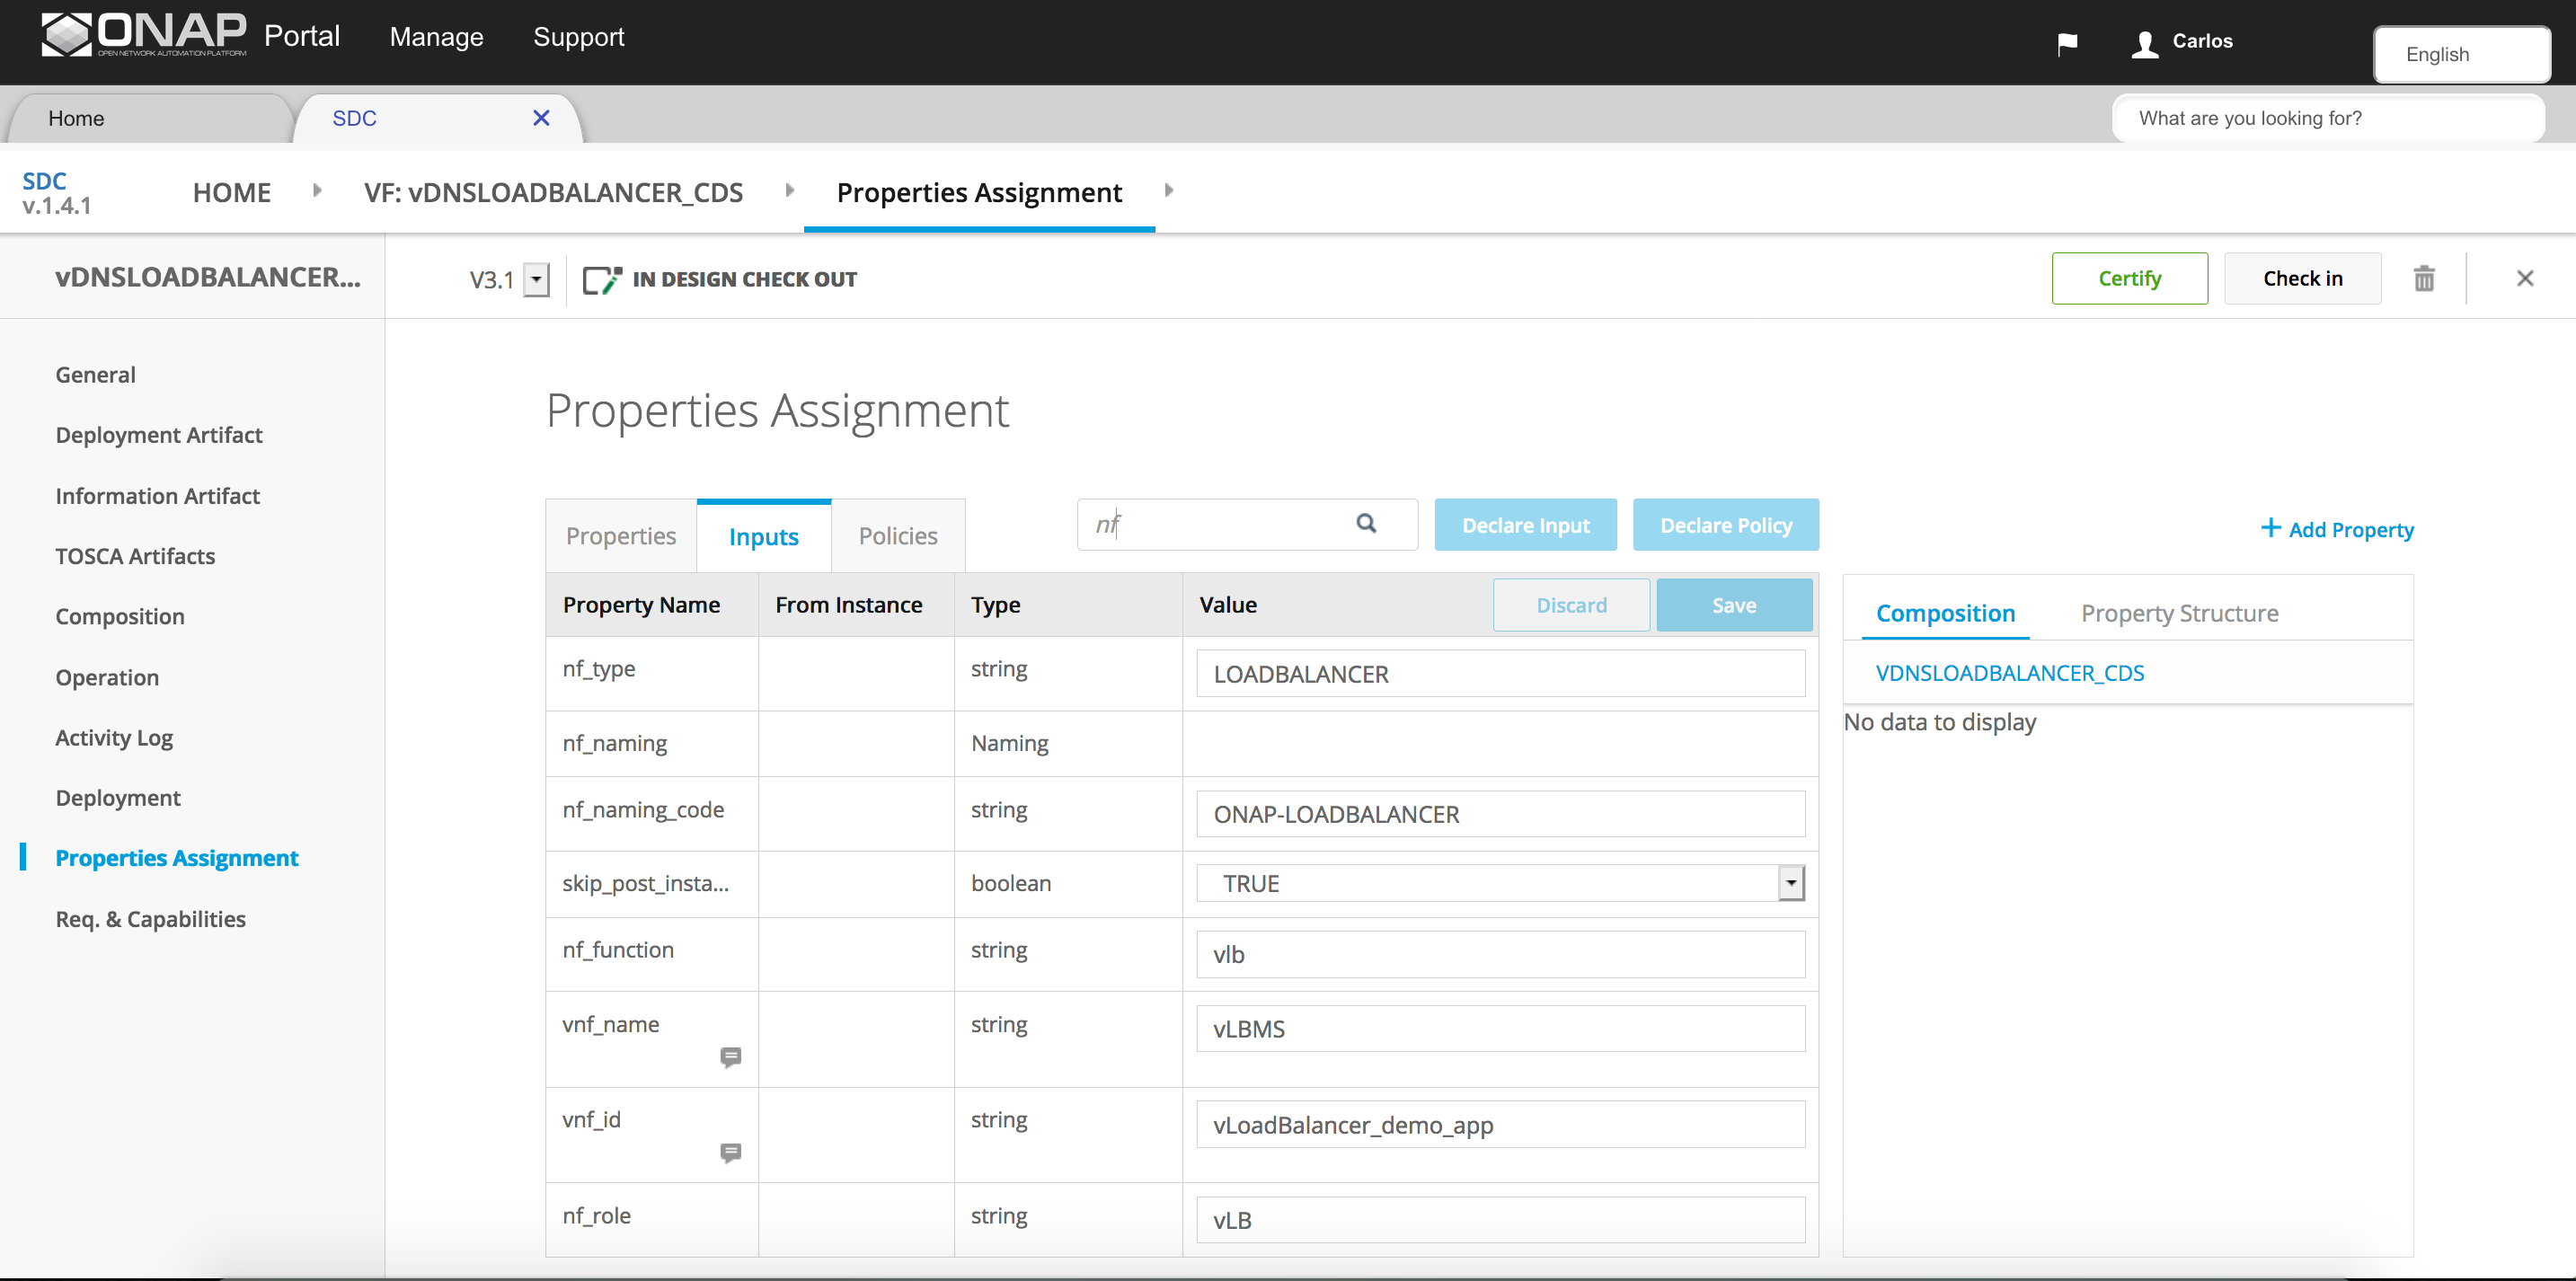 ONAP
OPEN NETWORK AUTOMATION PLATFORM
Portal Manage Support Carlos English
Home SDC What are you looking for?
SDC
v.1.4.1
HOME VF: vDNSLOADBALANCER_CDS Properties Assignment
vDNSLOADBALANCER... V3.1 IN DESIGN CHECK OUT Certify Check in
General
Deployment Artifact
Information Artifact
TOSCA Artifacts
Composition
Operation
Activity Log
Deployment
Properties Assignment
Req. & Capabilities
Properties Assignment
Properties Inputs Policies nf Declare Input Declare Policy + Add Property
Property Name From Instance Type Value Discard Save
nf_type string LOADBALANCER
nf_naming Naming
nf_naming_code string ONAP-LOADBALANCER
skip_post_insta... boolean TRUE
nf_function string vlb
vnf_name string vLBMS
vnf_id string vLoadBalancer_demo_app
nf_role string vLB
Composition Property Structure
VDNSLOADBALANCER_CDS
No data to display